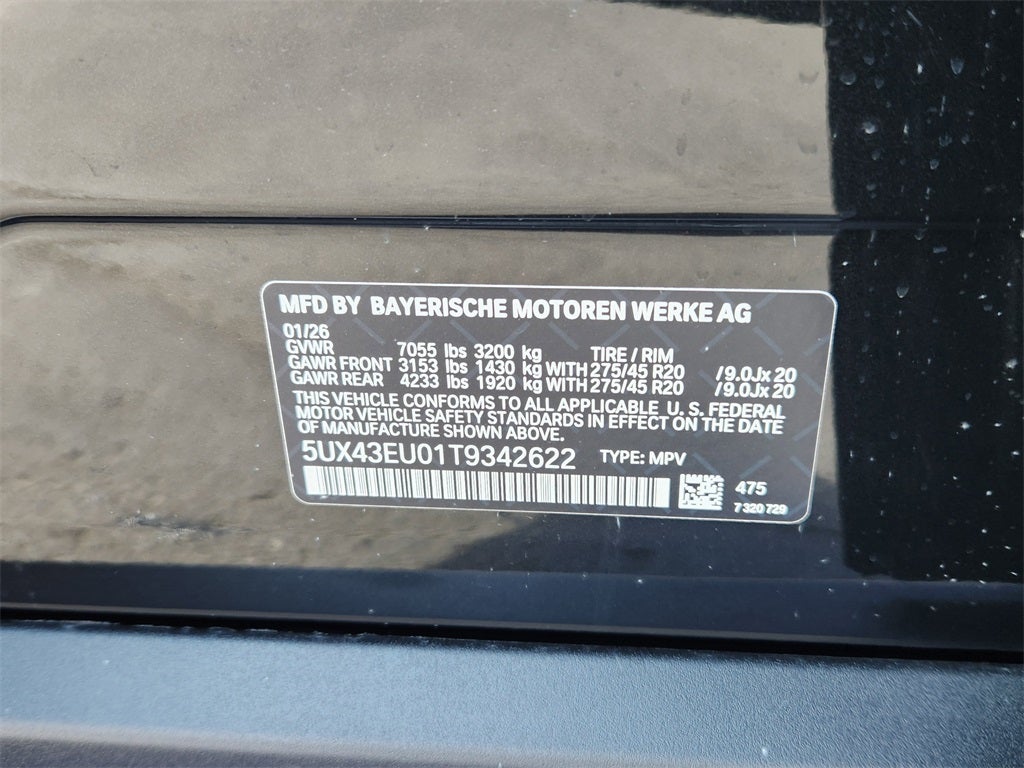 MFD BY BAYERISCHE MOTOREN WERKE AG
01/26
GVWR 7055 lbs 3200 kg TIRE / RIM
GAWR FRONT 3153 lbs 1430 kg WITH 275/45 R20 / 9.0Jx 20
GAWR REAR 4233 lbs 1920 kg WITH 275/45 R20 / 9.0Jx 20
THIS VEHICLE CONFORMS TO ALL APPLICABLE U. S. FEDERAL
MOTOR VEHICLE SAFETY STANDARDS IN EFFECT ON THE DATE
OF MANUFACTURE SHOWN ABOVE.
5UX43EU01T9342622 TYPE: MPV
475
7 320 729